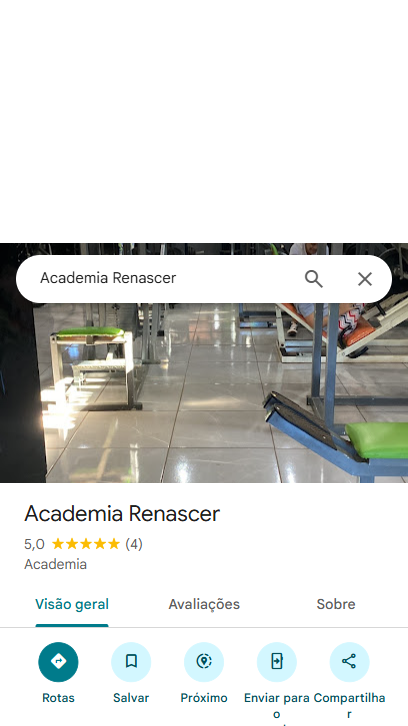 Academia Renascer
Academia Renascer
5,0 (4)
Academia
Visão geral Avaliações Sobre
Rotas Salvar Próximo Enviar para o Compartilhar